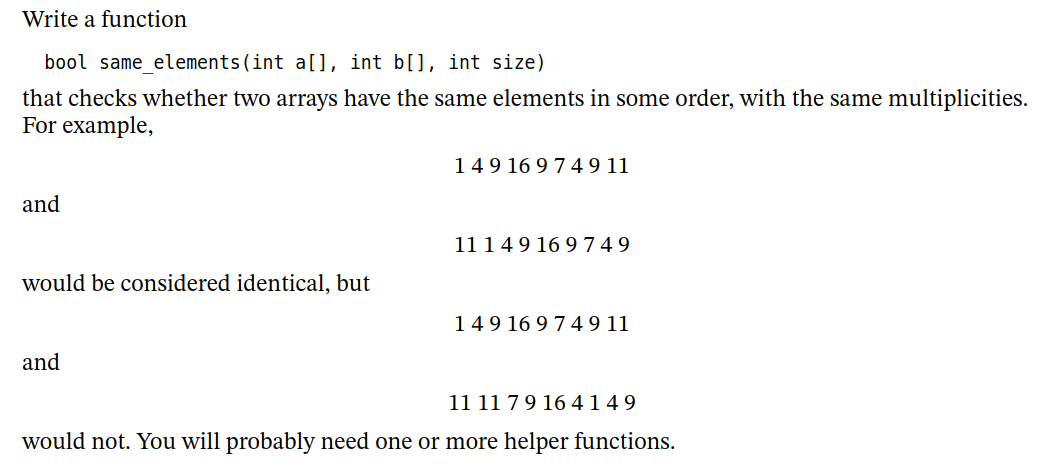 Write a function
bool same_elements(int a[], int b[], int size)
that checks whether two arrays have the same elements in some order, with the same multiplicities.
For example,
1 4 9 16 9 7 4 9 11
and
11 1 4 9 16 9 7 4 9
would be considered identical, but
1 4 9 16 9 7 4 9 11
and
11 11 7 9 16 4 1 4 9
would not. You will probably need one or more helper functions.